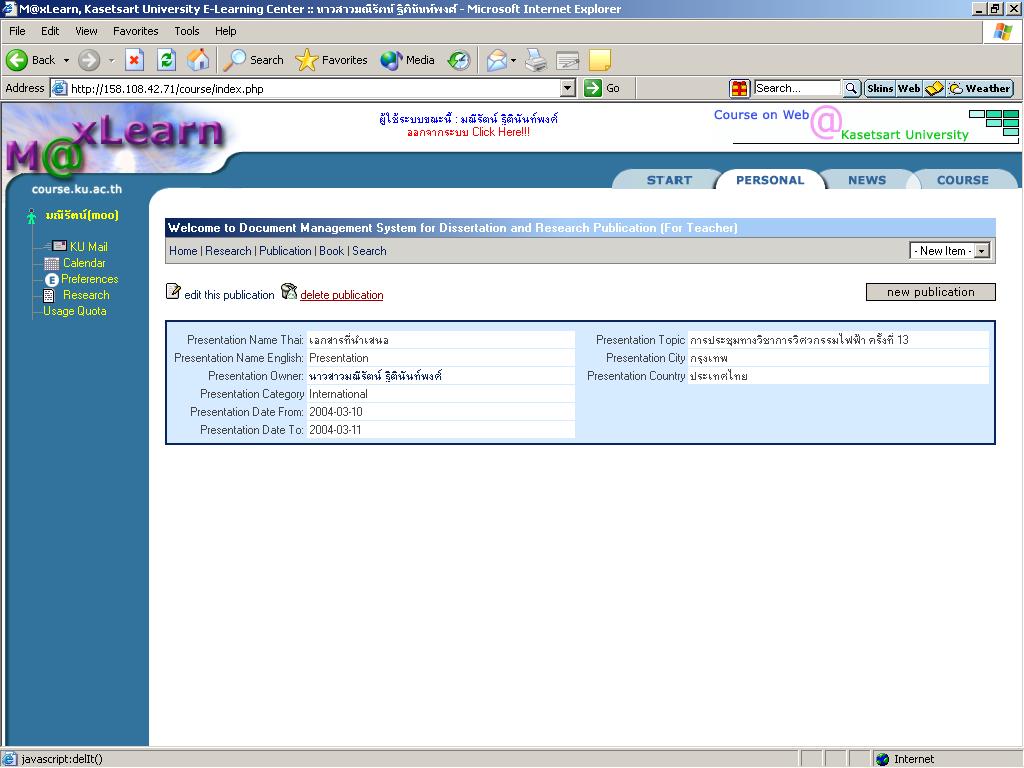 M@xLearn, Kasetsart University E-Learning Center :: นางสาวมณีรัตน์ ฐิตินันท์พงศ์ - Microsoft Internet Explorer
File Edit View Favorites Tools Help
Back Search Favorites Media
Address http://158.108.42.71/course/index.php Go Search... Skins Web Weather
M@xLearn
course.ku.ac.th
ผู้ใช้ระบบขณะนี้ : มณีรัตน์ ฐิตินันท์พงศ์
ออกจากระบบ Click Here!!!
Course on Web @ Kasetsart University
START PERSONAL NEWS COURSE
มณีรัตน์(moo)
KU Mail
Calendar
Preferences
Research
Usage Quota
Welcome to Document Management System for Dissertation and Research Publication (For Teacher)
Home | Research | Publication | Book | Search - New Item -
edit this publication delete publication new publication
Presentation Name Thai: เอกสารที่นำเสนอ
Presentation Name English: Presentation
Presentation Owner: นางสาวมณีรัตน์ ฐิตินันท์พงศ์
Presentation Category International
Presentation Date From: 2004-03-10
Presentation Date To: 2004-03-11
Presentation Topic การประชุมทางวิชาการวิศวกรรมไฟฟ้า ครั้งที่ 13
Presentation City กรุงเทพ
Presentation Country ประเทศไทย
javascript:delIt() Internet